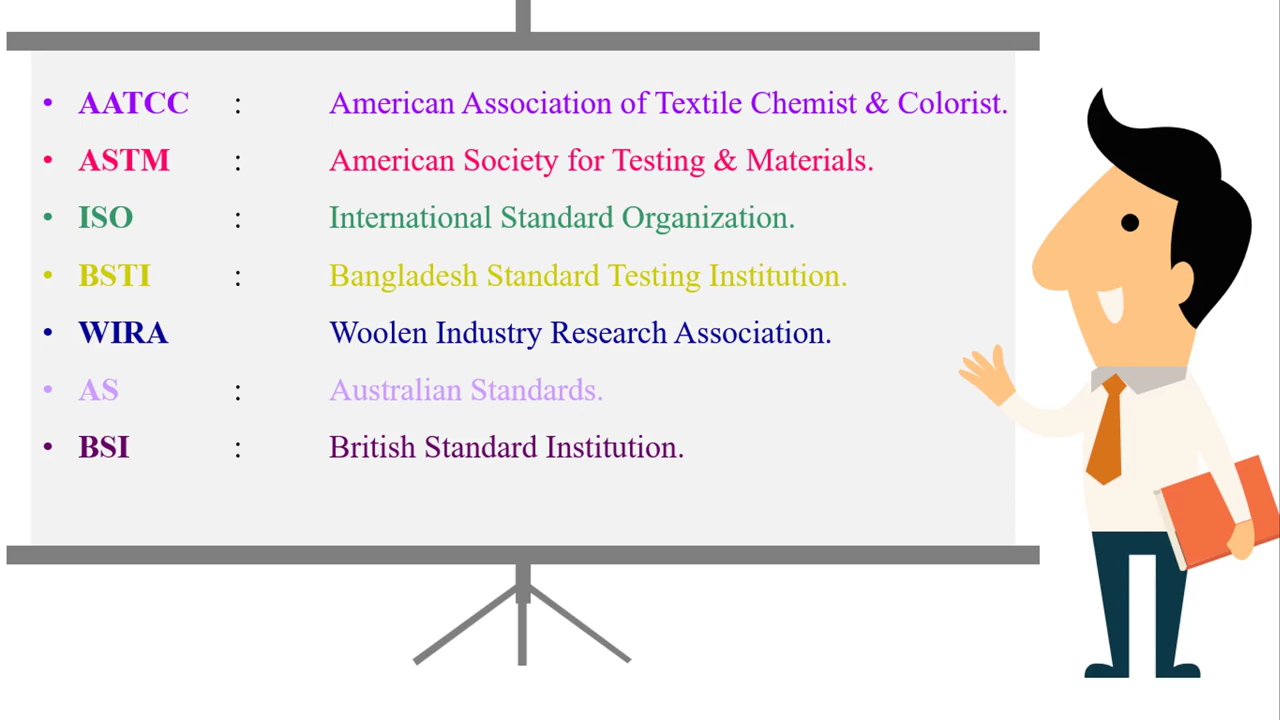 • AATCC : American Association of Textile Chemist & Colorist.
• ASTM : American Society for Testing & Materials.
• ISO : International Standard Organization.
• BSTI : Bangladesh Standard Testing Institution.
• WIRA Woolen Industry Research Association.
• AS : Australian Standards.
• BSI : British Standard Institution.